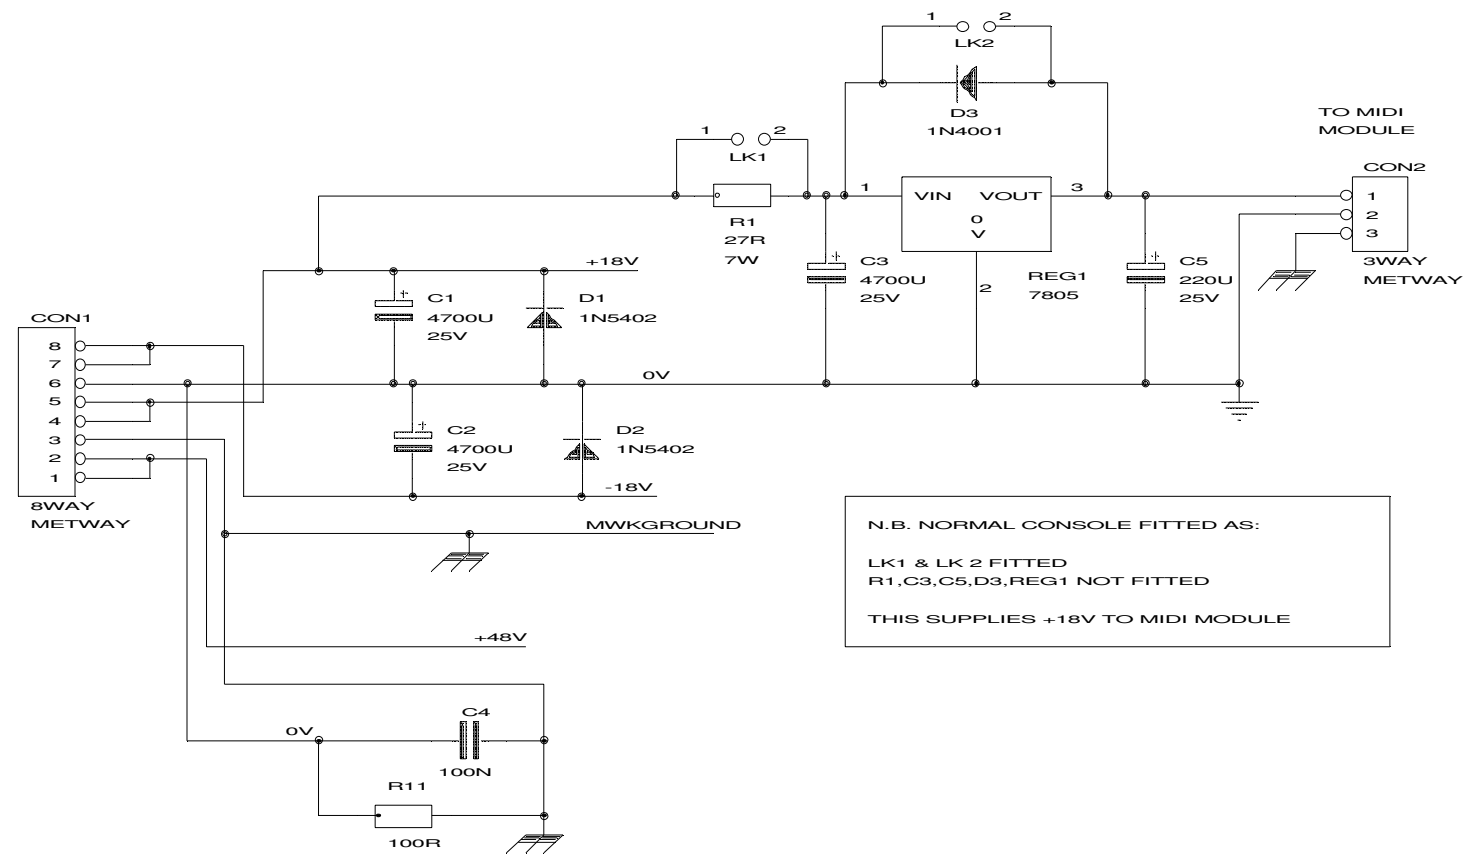 1 2
LK2
D3
1N4001
TO MIDI
MODULE
1 2
LK1
CON2
1 VIN VOUT 3
0
V
1
2
3
R1
27R
7W
+18V
C3
4700U
25V
2
REG1
7805
C5
220U
25V
3WAY
METWAY
+
+
+
C1
4700U
25V
D1
1N5402
CON1
8
7
6
5
4
3
2
1
8WAY
METWAY
0V
+
C2
4700U
25V
D2
1N5402
-18V
MWKGROUND
N.B. NORMAL CONSOLE FITTED AS:
LK1 & LK 2 FITTED
R1,C3,C5,D3,REG1 NOT FITTED
THIS SUPPLIES +18V TO MIDI MODULE
+48V
C4
0V
100N
R11
100R